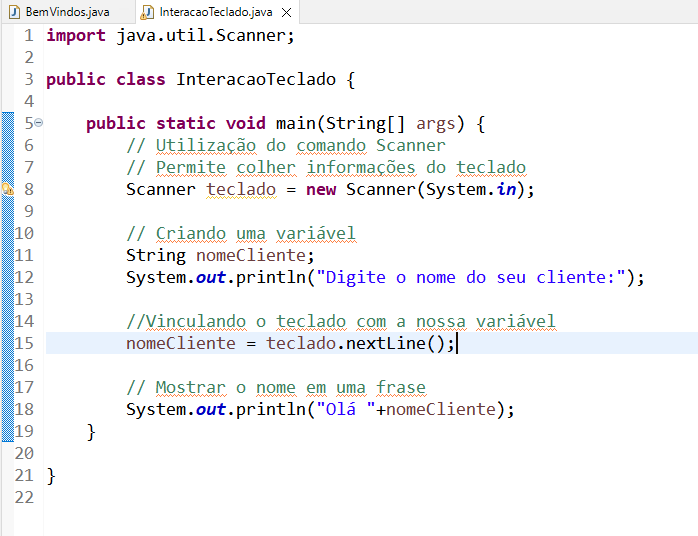 BemVindos.java InteracaoTeclado.java
1 import java.util.Scanner;
2
3 public class InteracaoTeclado {
4
5 public static void main(String[] args) {
6 // Utilização do comando Scanner
7 // Permite colher informações do teclado
8 Scanner teclado = new Scanner(System.in);
9
10 // Criando uma variável
11 String nomeCliente;
12 System.out.println("Digite o nome do seu cliente:");
13
14 //Vinculando o teclado com a nossa variável
15 nomeCliente = teclado.nextLine();
16
17 // Mostrar o nome em uma frase
18 System.out.println("Olá "+nomeCliente);
19 }
20
21 }
22